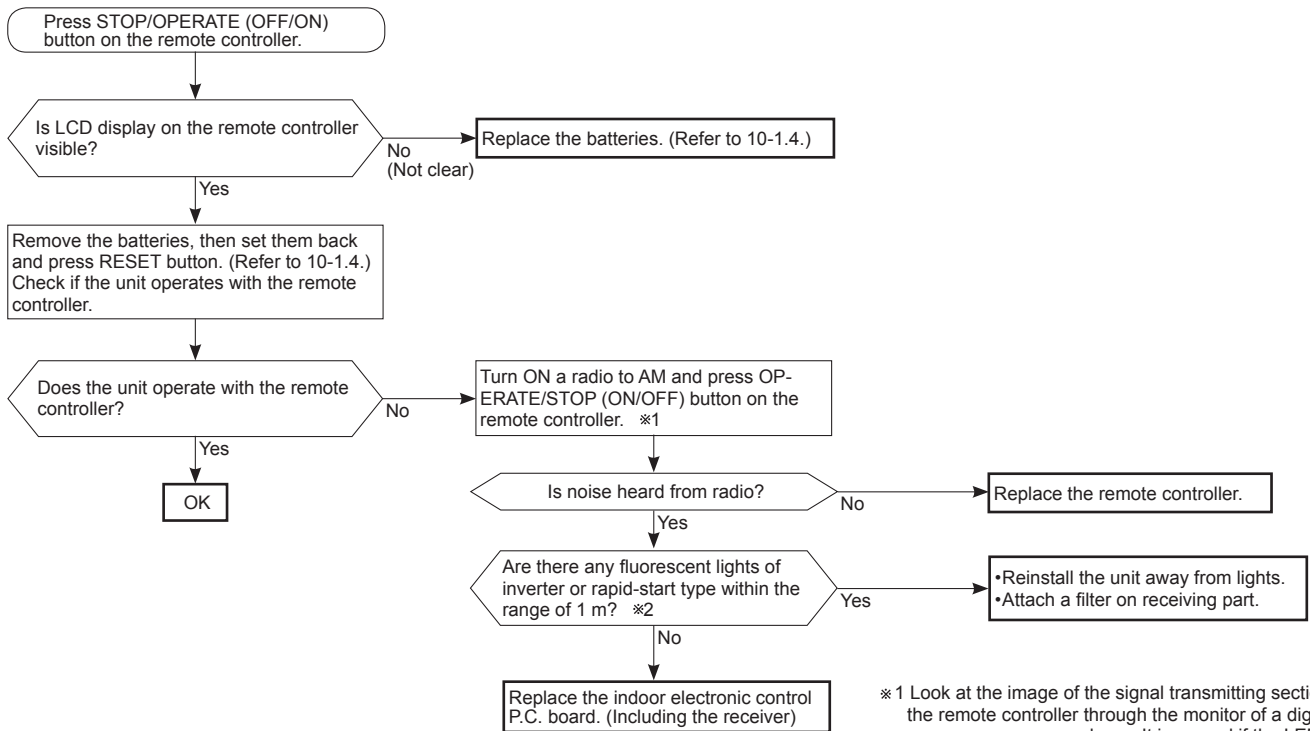 Press STOP/OPERATE (OFF/ON)
button on the remote controller.
Is LCD display on the remote controller
visible?
No
(Not clear)
Replace the batteries. (Refer to 10-1.4.)
Yes
Remove the batteries, then set them back
and press RESET button. (Refer to 10-1.4.)
Check if the unit operates with the remote
controller.
Does the unit operate with the remote
controller?
No
Turn ON a radio to AM and press OP-
ERATE/STOP (ON/OFF) button on the
remote controller. ※1
Yes
OK
Is noise heard from radio?
No
Replace the remote controller.
Yes
Are there any fluorescent lights of
inverter or rapid-start type within the
range of 1 m? ※2
Yes
•Reinstall the unit away from lights.
•Attach a filter on receiving part.
No
Replace the indoor electronic control
P.C. board. (Including the receiver)
※1 Look at the image of the signal transmitting
the remote controller through the monitor of a